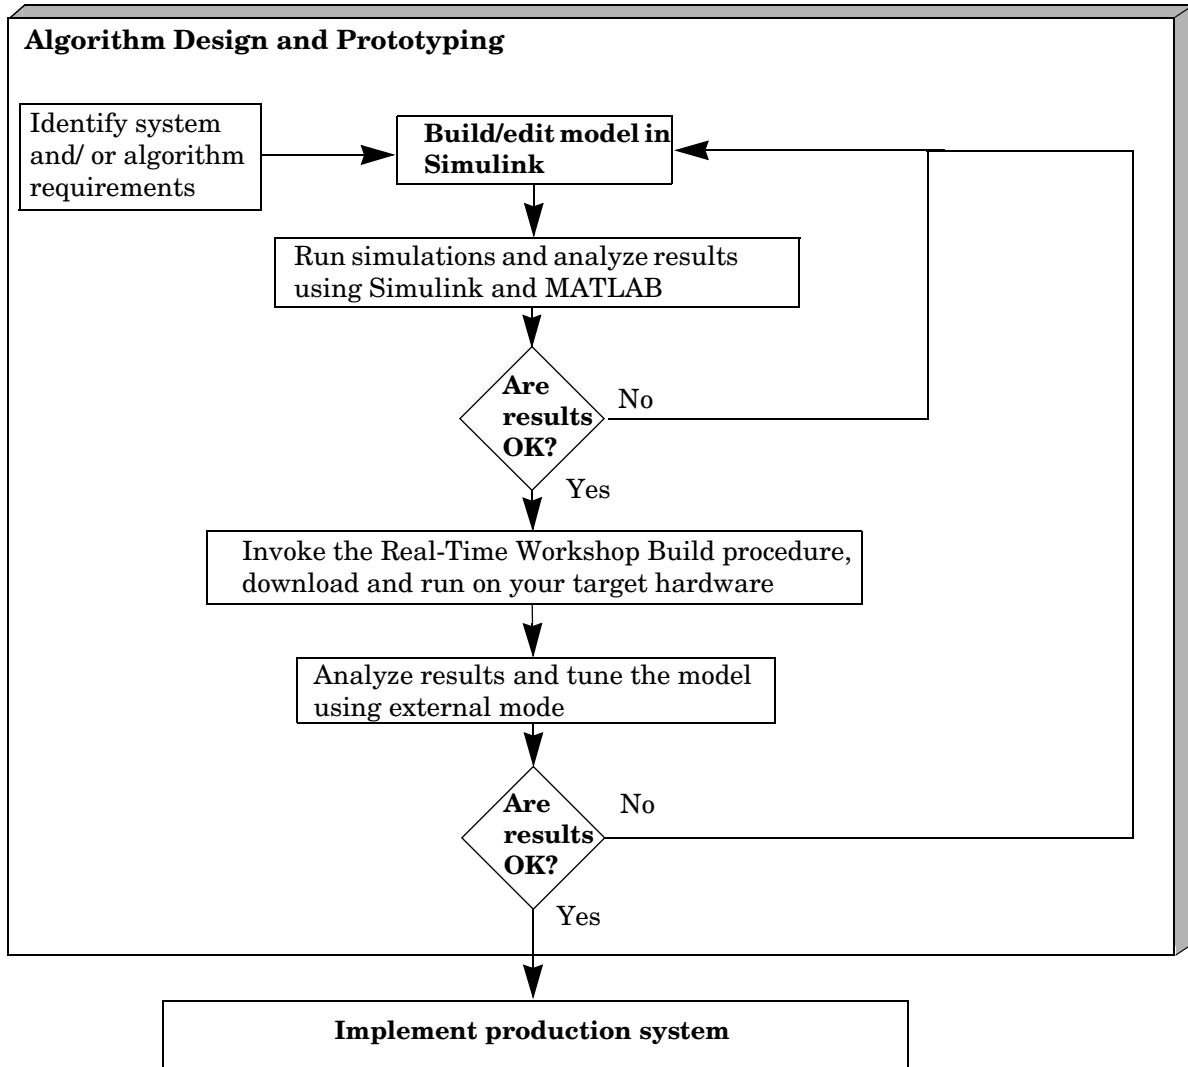 Algorithm Design and Prototyping
Identify system
and/ or algorithm
requirements
Build/edit model in
Simulink
Run simulations and analyze results
using Simulink and MATLAB
Are
results
OK?
No
Yes
Invoke the Real-Time Workshop Build procedure,
download and run on your target hardware
Analyze results and tune the model
using external mode
Are
results
OK?
No
Yes
Implement production system